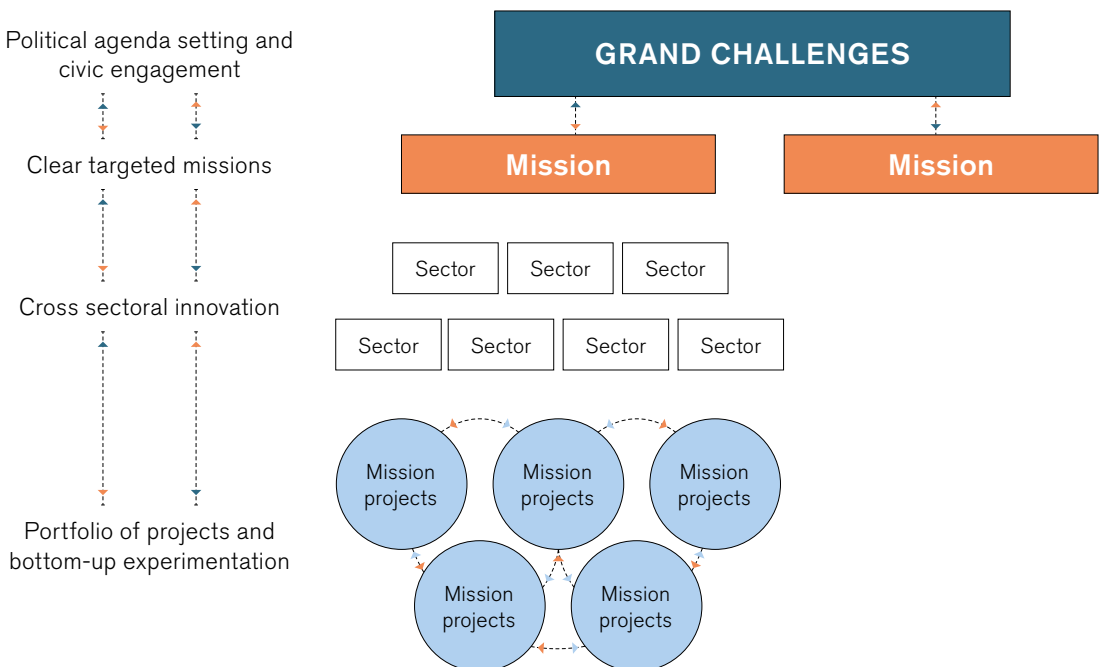 Political agenda setting and
civic engagement
GRAND CHALLENGES
Clear targeted missions
Mission
Mission
Sector
Sector
Sector
Cross sectoral innovation
Sector
Sector
Sector
Sector
Mission
projects
Mission
projects
Mission
projects
Portfolio of projects and
bottom-up experimentation
Mission
projects
Mission
projects